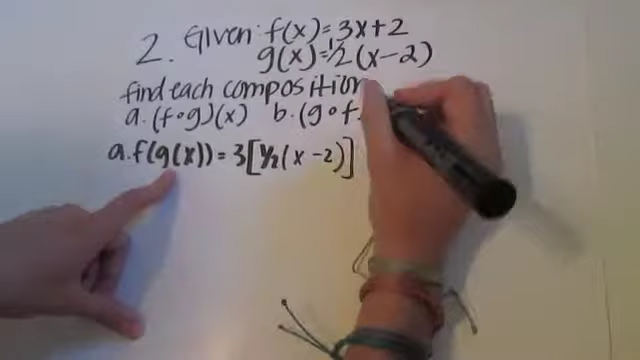 2. Given: f(x)=3x+2
g(x)=1/2(x-2)
find each composition
a. (f∘g)(x) b. (g∘f
a. f(g(x)) = 3[1/2(x-2)]